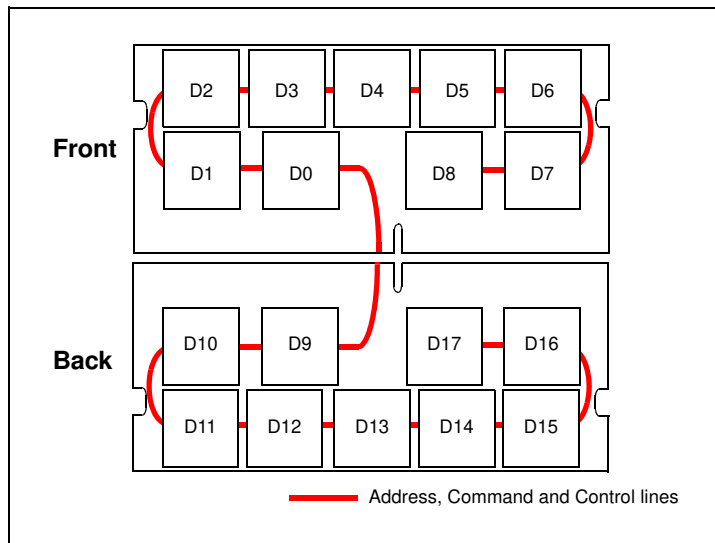 D2 D3 D4 D5 D6
Front
D1 D0 D8 D7
D10 D9 D17 D16
Back
D11 D12 D13 D14 D15
Address, Command and Control lines